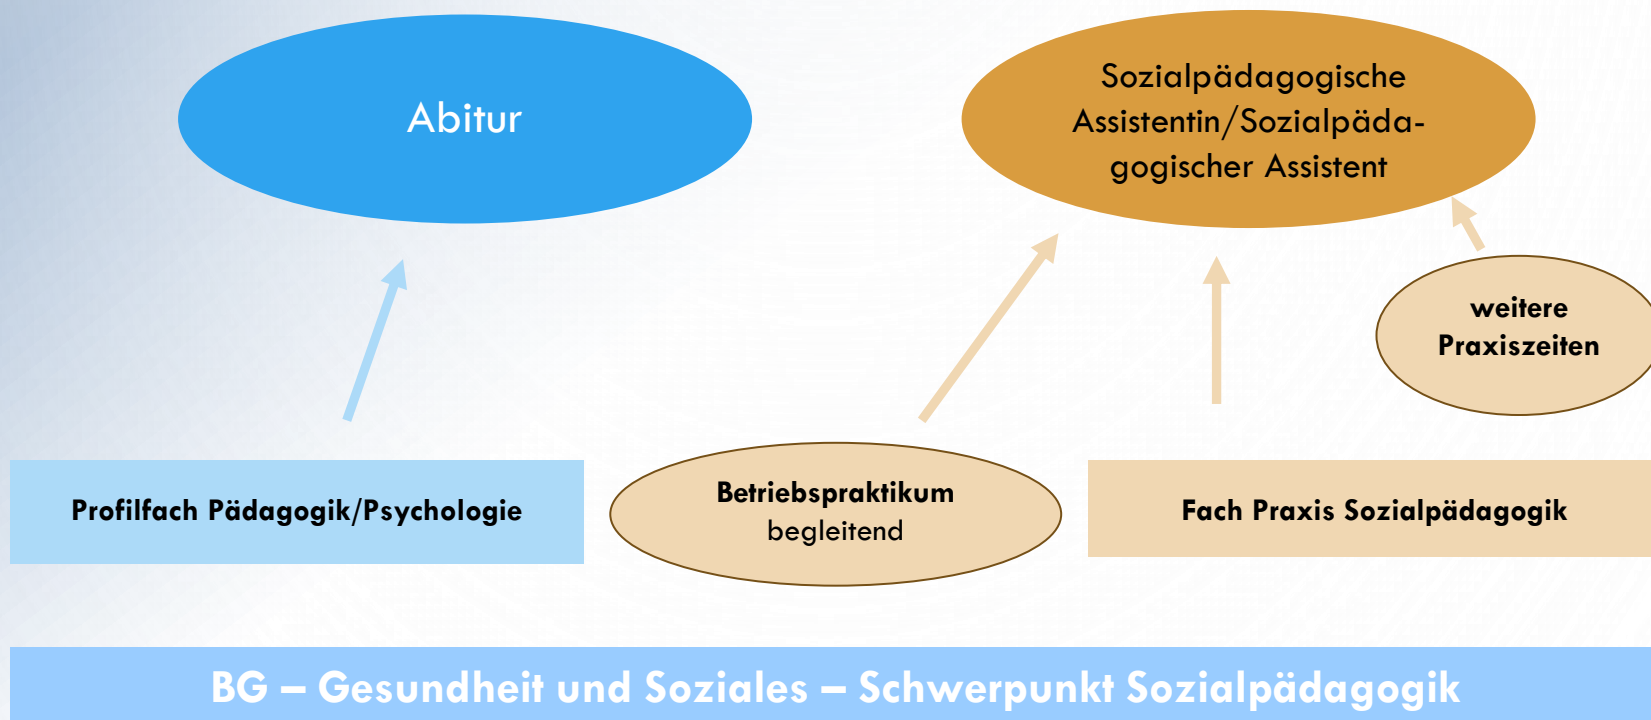 Abitur
Sozialpädagogische
Assistentin/Sozialpäda-
gogischer Assistent
weitere
Praxiszeiten
Profilfach Pädagogik/Psychologie
Betriebspraktikum
begleitend
Fach Praxis Sozialpädagogik
BG – Gesundheit und Soziales – Schwerpunkt Sozialpädagogik